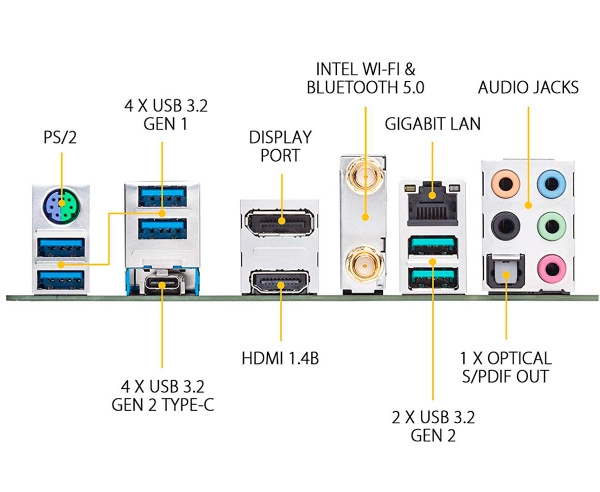 INTEL WI-FI &
BLUETOOTH 5.0
4 X USB 3.2
GEN 1
AUDIO JACKS
PS/2
DISPLAY
PORT
GIGABIT LAN
HDMI 1.4B
1 X OPTICAL
S/PDIF OUT
4 X USB 3.2
GEN 2 TYPE-C
2 X USB 3.2
GEN 2